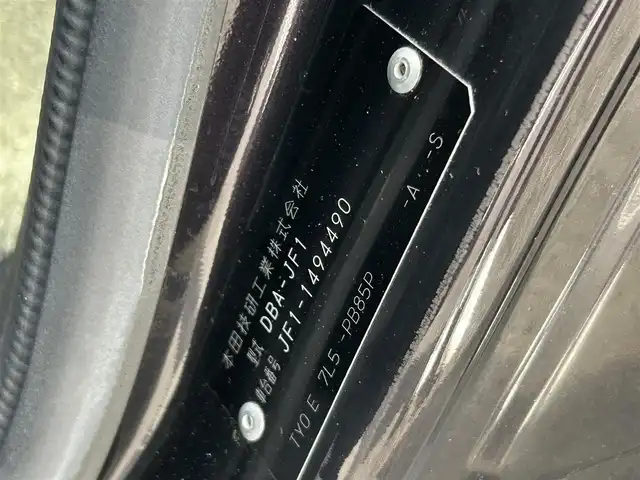 本田技研工業株式会社
型式 DBA-JF1
車台番号 JF1-1494490
TYO E 7L5 -PB85P -A . -S